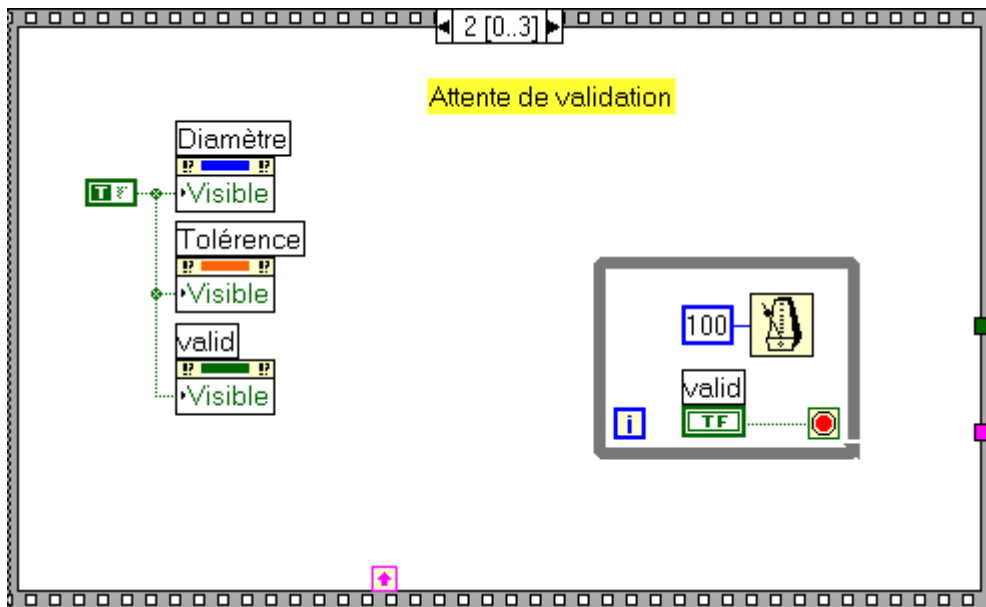 2 [0..3]
Attente de validation
Diamètre
!? !?
T
Visible
Tolérence
!? !?
Visible
valid
!? !?
Visible
100
valid
TF
i